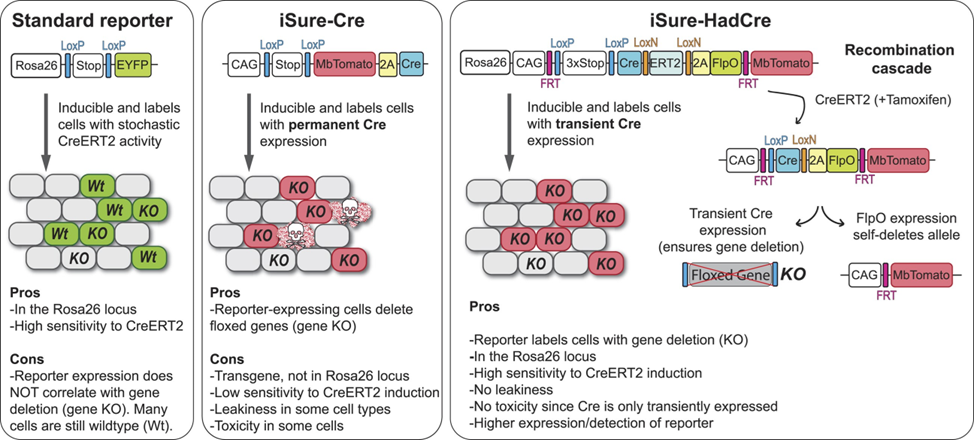 Standard reporter
LoxP LoxP
Rosa26 Stop EYFP
Inducible and labels
cells with stochastic
CreERT2 activity
Wt
Wt KO
Wt KO
KO Wt
Pros
-In the Rosa26 locus
-High sensitivity to CreERT2
Cons
-Reporter expression does
NOT correlate with gene
deletion (gene KO). Many
cells are still wildtype (Wt).
iSure-Cre
LoxP LoxP
CAG Stop MbTomato 2A Cre
Inducible and labels cells
with permanent Cre
expression
KO
KO
KO
KO KO
Pros
-Reporter-expressing cells delete
floxed genes (gene KO)
Cons
-Transgene, not in Rosa26 locus
-Low sensitivity to CreERT2 induction
-Leakiness in some cell types
-Toxicity in some cells
iSure-HadCre
LoxP LoxP LoxN LoxN
Rosa26 CAG 3xStop Cre ERT2 2A FlpO MbTomato
FRT FRT
Inducible and labels cells
with transient Cre
expression
KO
KO KO
KO KO
KO KO
Pros
-Reporter labels cells with gene deletion (KO)
-In the Rosa26 locus
-High sensitivity to CreERT2 induction
-No leakiness
-No toxicity since Cre is only transiently expressed
-Higher expression/detection of reporter
Recombination
cascade
CreERT2 (+Tamoxifen)
LoxP LoxN
CAG Cre 2A FlpO MbTomato
FRT FRT
Transient Cre
expression
(ensures gene deletion)
Floxed Gene KO
FlpO expression
self-deletes allele
CAG MbTomato
FRT